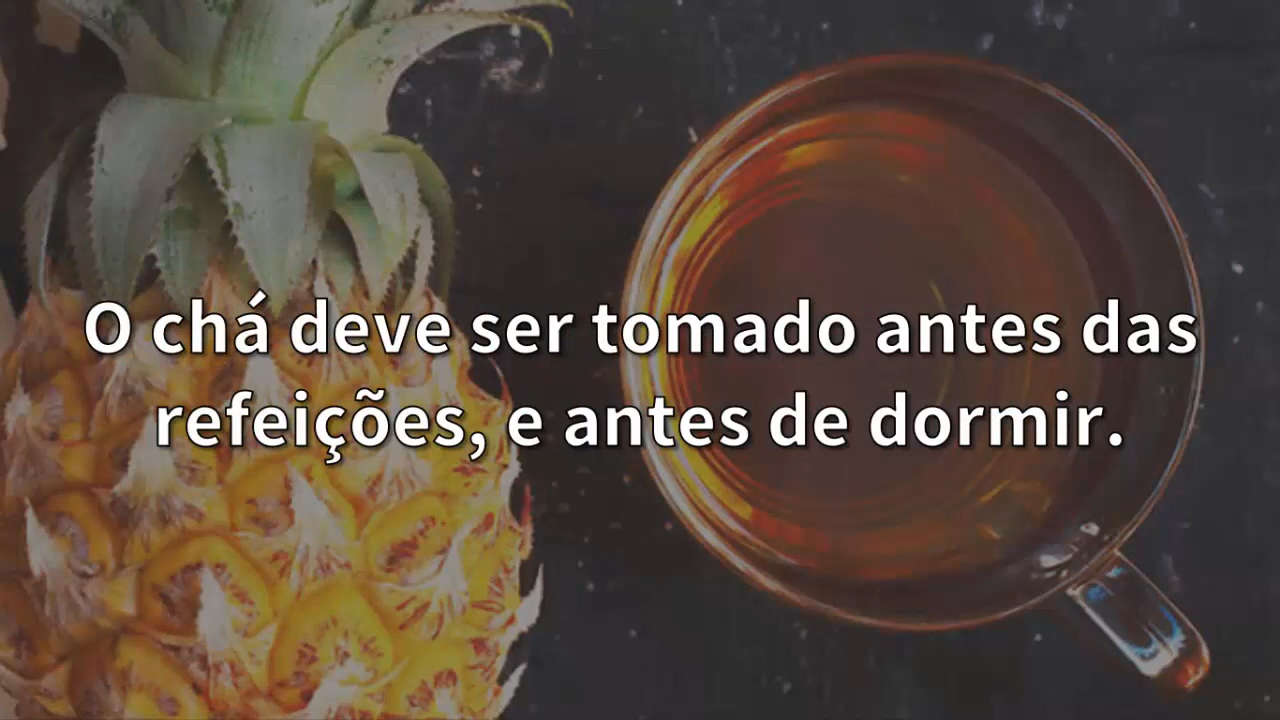 O chá deve ser tomado antes das
refeições, e antes de dormir.